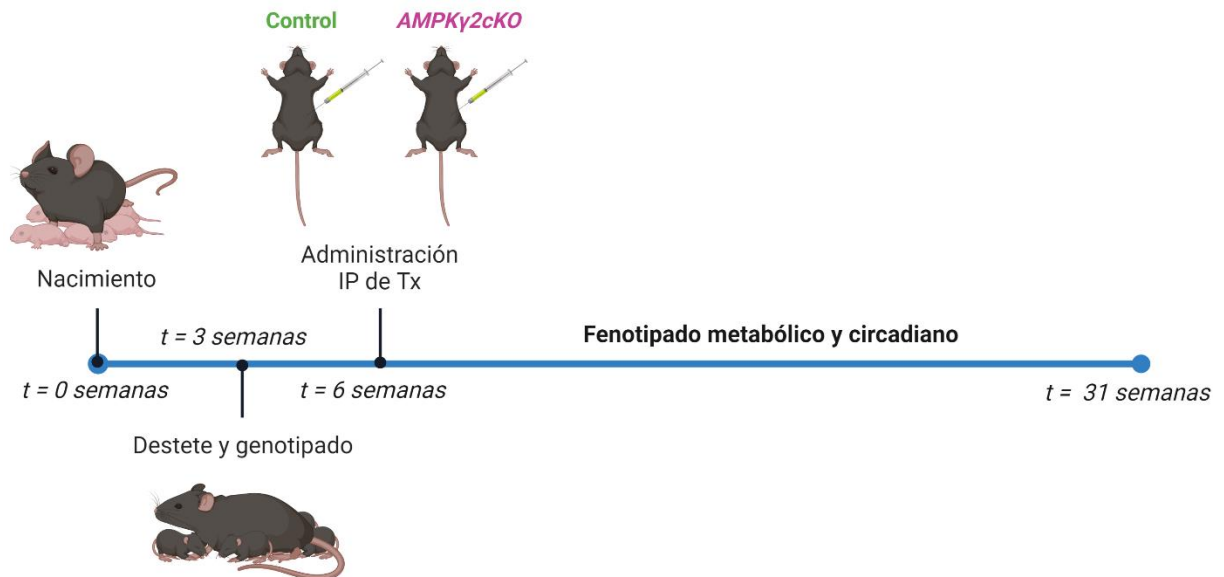 Control
AMPKγ2cKO
Nacimiento
Administración
IP de Tx
t = 3 semanas
Fenotipado metabólico y circadiano
t = 0 semanas
t = 6 semanas
t = 31 semanas
Destete y genotipado